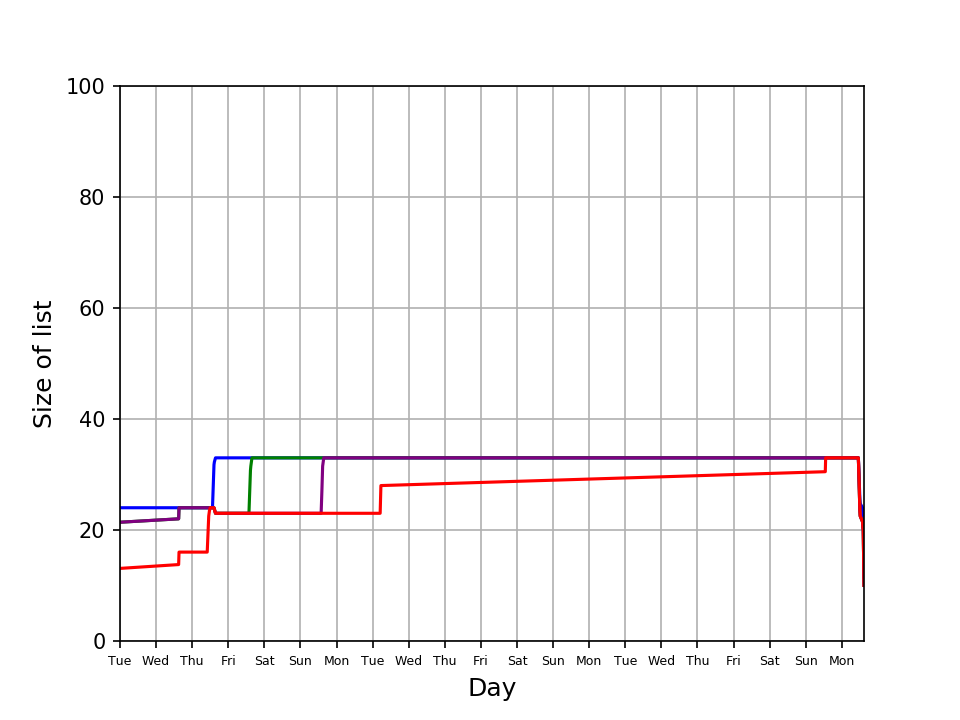 Size of list
100
80
60
40
20
0
Tue Wed Thu Fri Sat Sun Mon Tue Wed Thu Fri Sat Sun Mon Tue Wed Thu Fri Sat Sun Mon
Day